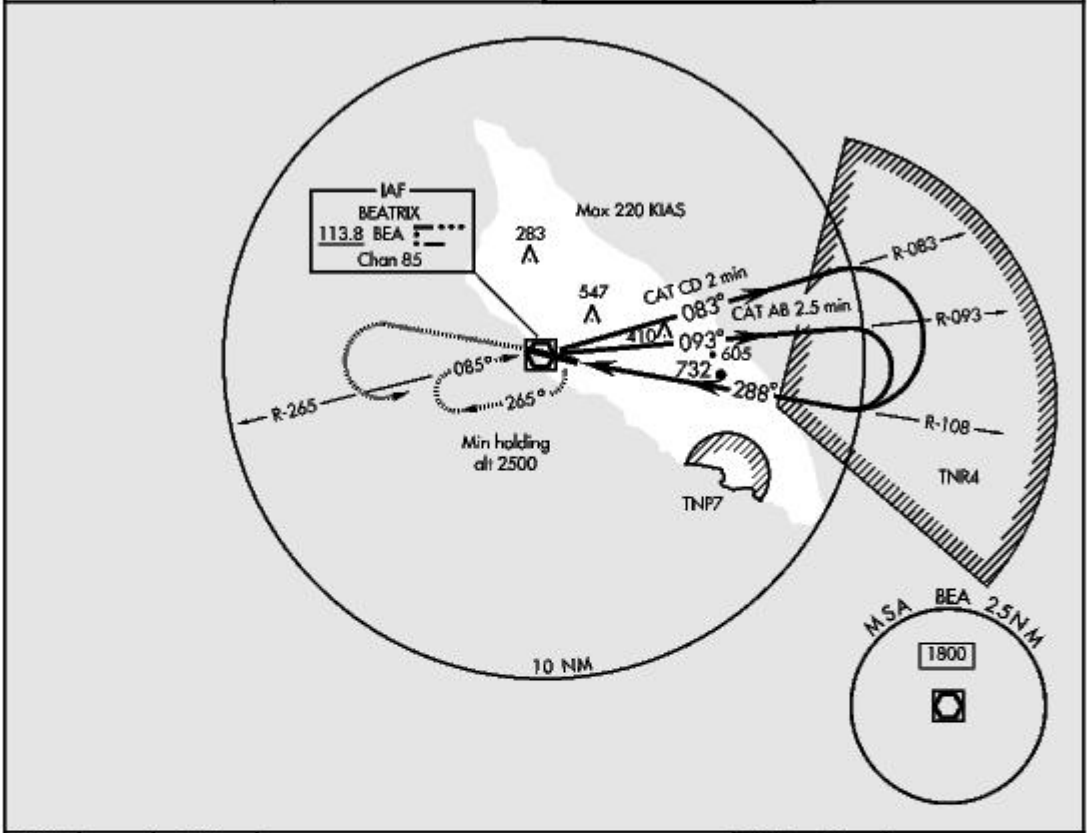 IAF
BEATRIX
113.8 BEA
Chan 85
Max 220 KIAS
283
547
CAT CD 2 min
083°
R-083
CAT AB 2.5 min
410
093°
R-093
605
732
288°
R-108
085°
265°
R-265
Min holding
alt 2500
TNP7
TNR4
10 NM
MSA BEA 25NM
1800